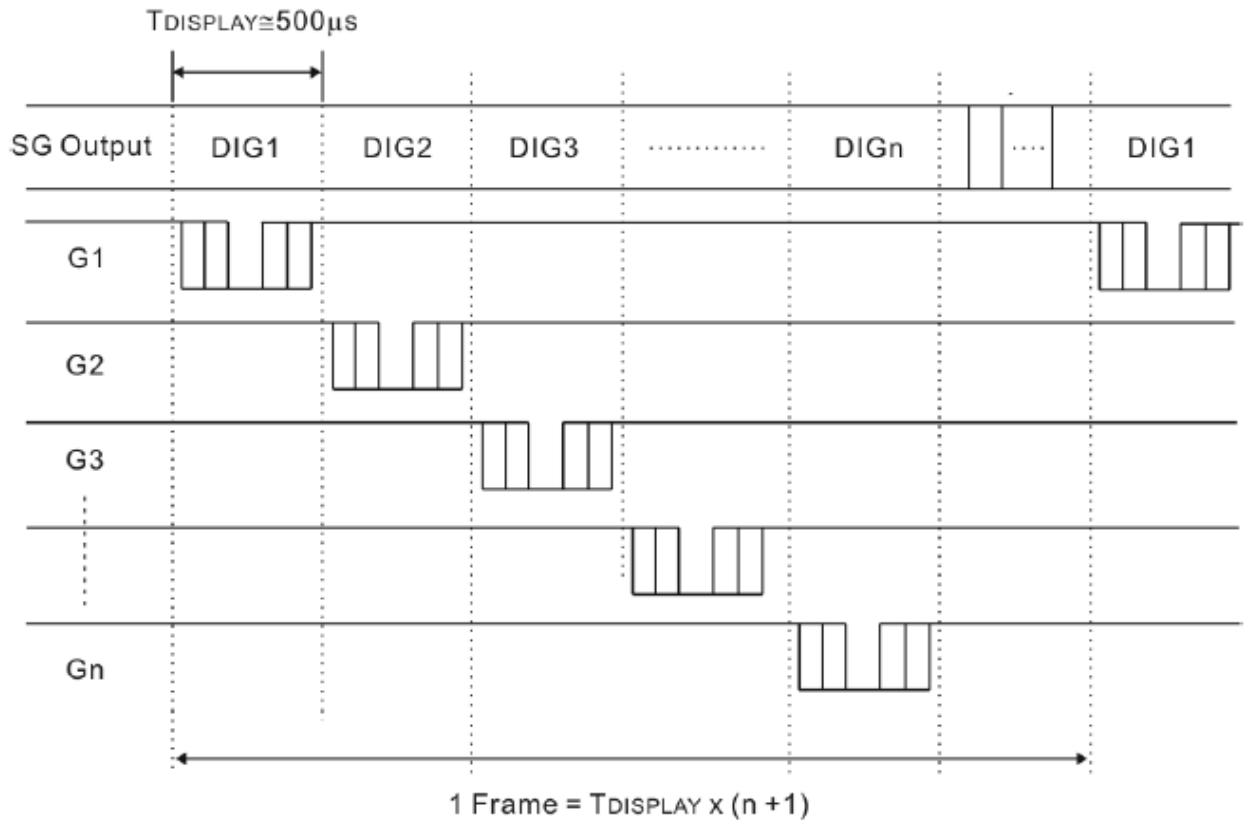 TDISPLAY≅500µs
SG Output DIG1 DIG2 DIG3 ............. DIGn .... DIG1
G1
G2
G3
Gn
1 Frame = TDISPLAY x (n +1)